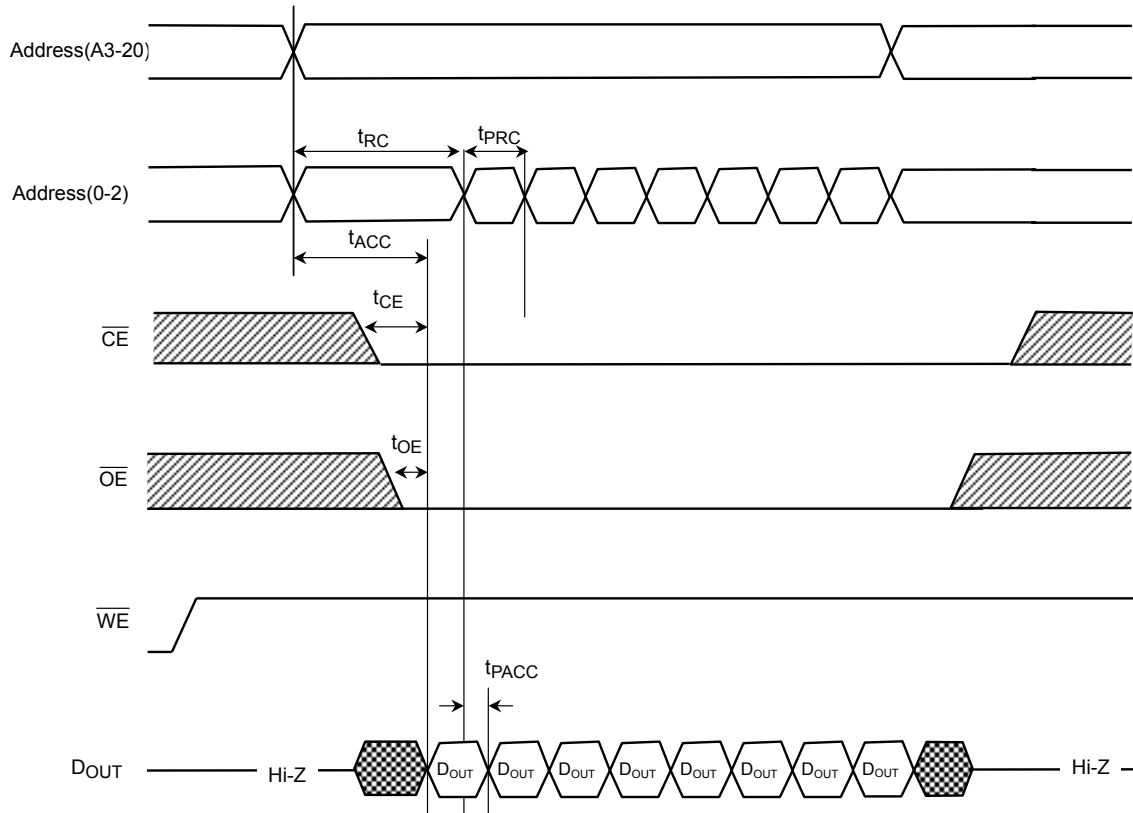 Address(A3-20)
tRC
tPRC
Address(0-2)
tACC
tCE
CE
tOE
OE
WE
tPACC
DOUT
Hi-Z
DOUT
DOUT
DOUT
DOUT
DOUT
DOUT
DOUT
DOUT
Hi-Z